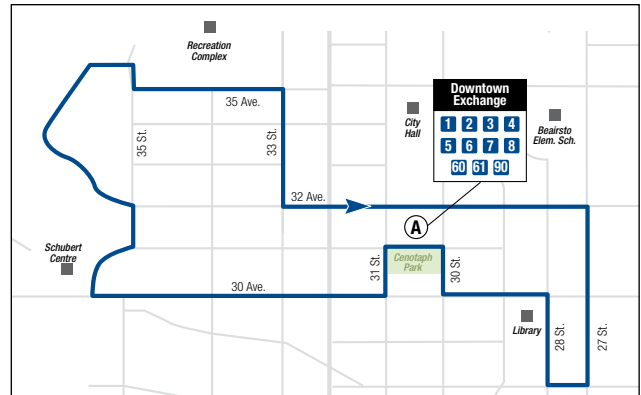 Recreation
Complex
Downtown
Exchange
1 2 3 4
5 6 7 8
60 61 90
City
Hall
Beairsto
Elem. Sch.
35 Ave.
35 St.
33 St.
32 Ave.
A
Schubert
Centre
Cenotaph
Park
31 St.
30 St.
30 Ave.
Library
28 St.
27 St.